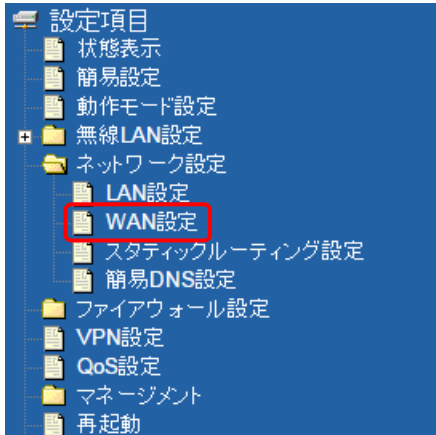 設定項目
状態表示
簡易設定
動作モード設定
無線LAN設定
ネットワーク設定
LAN設定
WAN設定
スタティックルーティング設定
簡易DNS設定
ファイアウォール設定
VPN設定
QoS設定
マネージメント
再起動